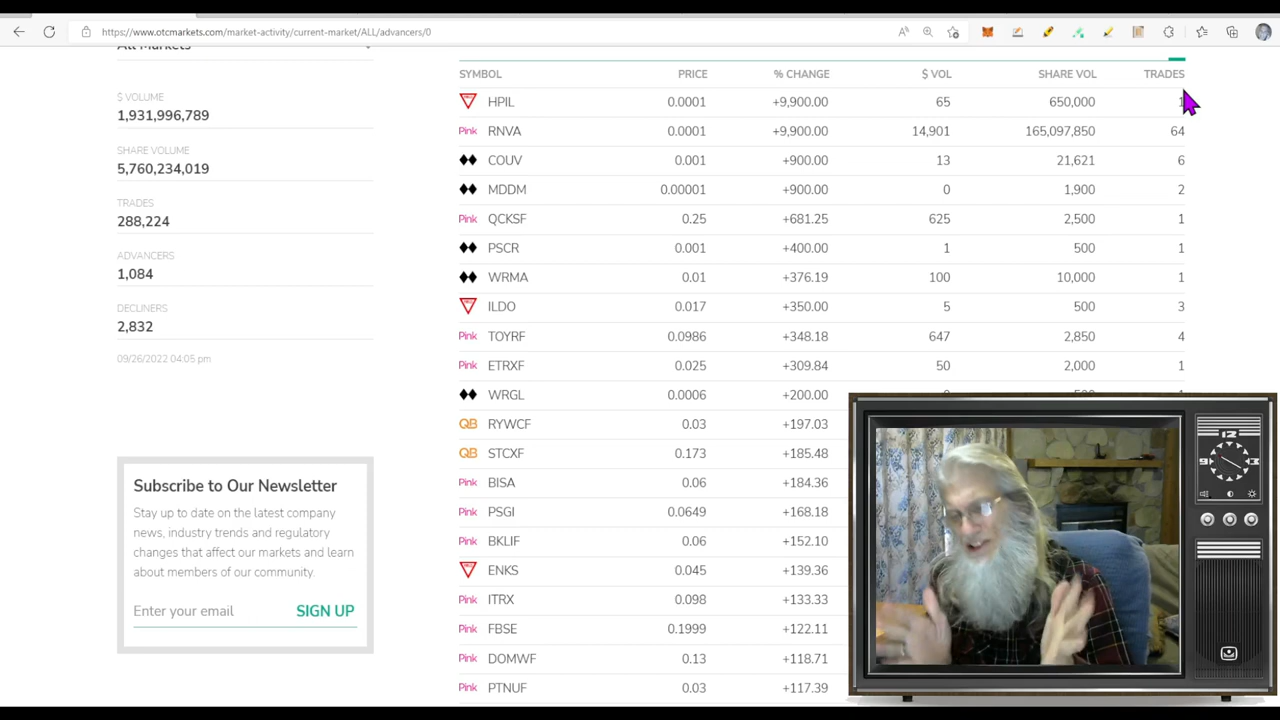 https://www.otcmarkets.com/market-activity/current-market/ALL/advancers/0
All Markets
$ VOLUME
1,931,996,789
SHARE VOLUME
5,760,234,019
TRADES
288,224
ADVANCERS
1,084
DECLINERS
2,832
09/26/2022 04:05 pm
Subscribe to Our Newsletter
Stay up to date on the latest company
news, industry trends and regulatory
changes that affect our markets and learn
about members of our community.
Enter your email SIGN UP
SYMBOL PRICE % CHANGE $ VOL SHARE VOL TRADES
HPIL 0.0001 +9,900.00 65 650,000 1
Pink RNVA 0.0001 +9,900.00 14,901 165,097,850 64
COUV 0.001 +900.00 13 21,621 6
MDDM 0.00001 +900.00 0 1,900 2
Pink QCKSF 0.25 +681.25 625 2,500 1
PSCR 0.001 +400.00 1 500 1
WRMA 0.01 +376.19 100 10,000 1
ILDO 0.017 +350.00 5 500 3
Pink TOYRF 0.0986 +348.18 647 2,850 4
Pink ETRXF 0.025 +309.84 50 2,000 1
WRGL 0.0006 +200.00
QB RYWCF 0.03 +197.03
QB STCXF 0.173 +185.48
Pink BISA 0.06 +184.36
Pink PSGI 0.0649 +168.18
Pink BKLIF 0.06 +152.10
ENKS 0.045 +139.36
Pink ITRX 0.098 +133.33
Pink FBSE 0.1999 +122.11
Pink DOMWF 0.13 +118.71
Pink PTNUF 0.03 +117.39
12
9 3